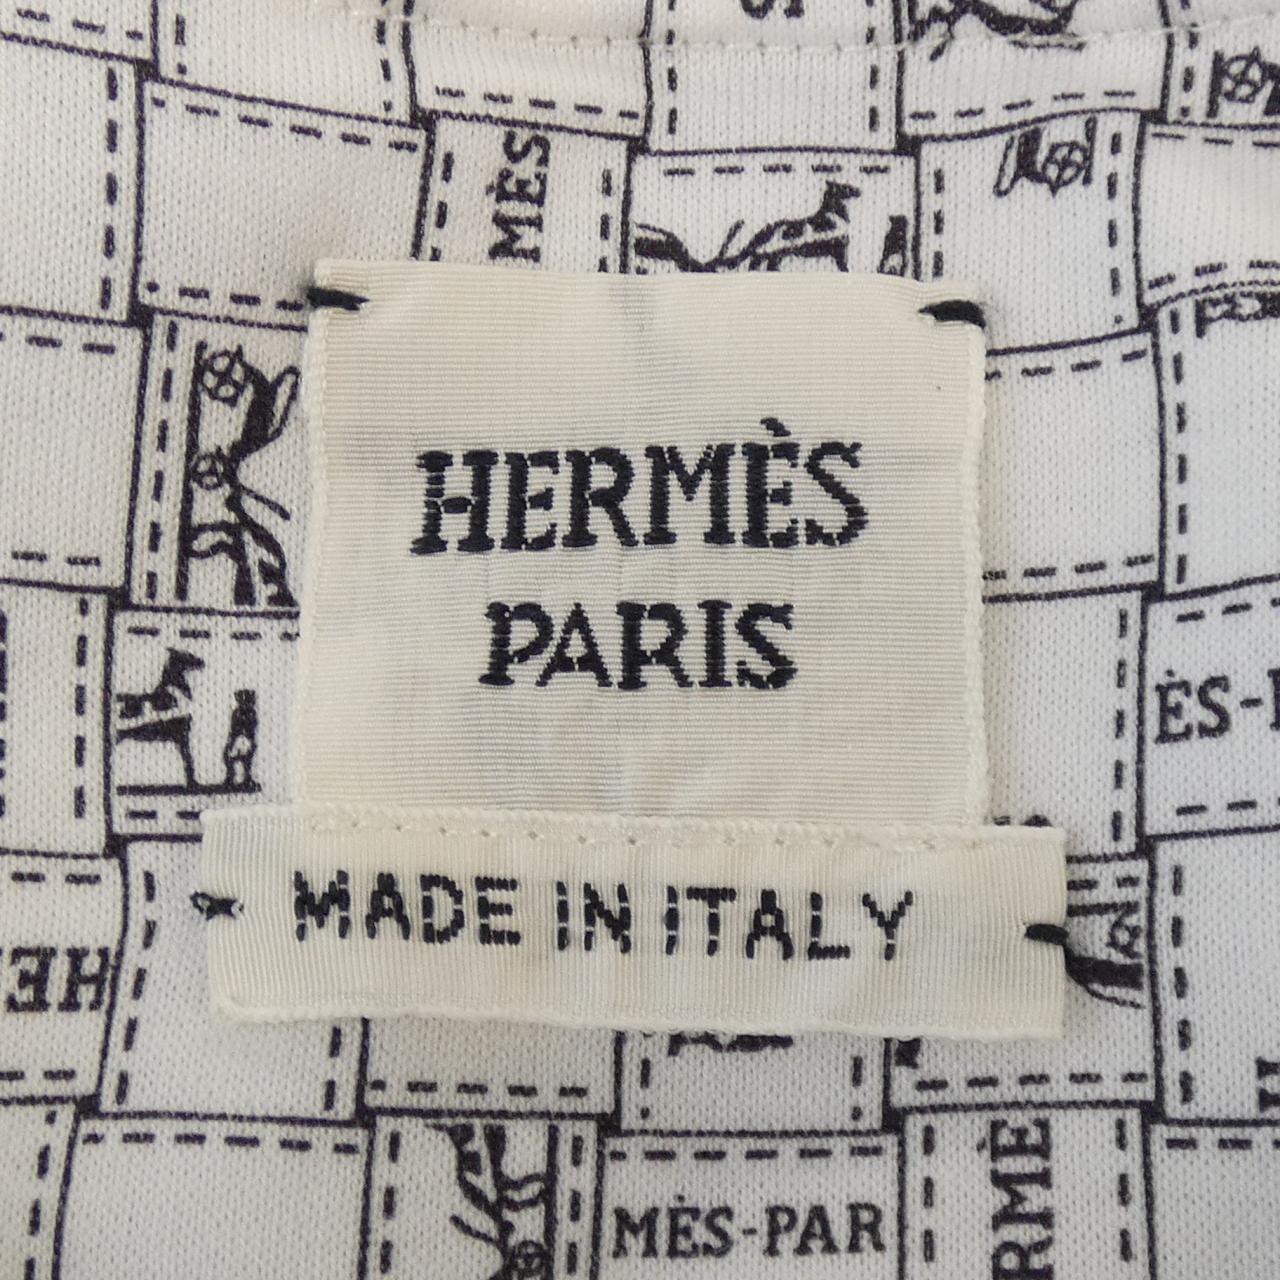 MÈS
HERMÈS
PARIS
ÈS-
MADE IN ITALY
HE
MÈS-PAR
RMÈ